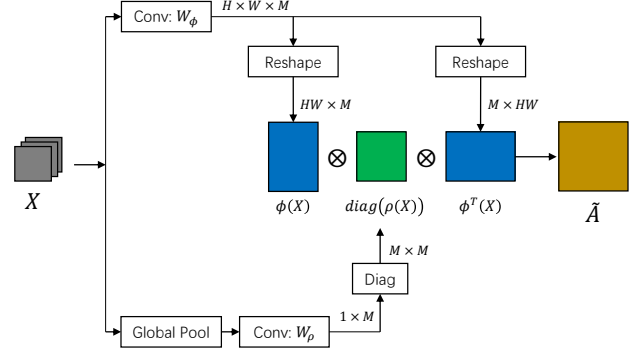 Conv: W_ϕ
H × W × M
Reshape
Reshape
HW × M
M × HW
⊗
⊗
X
ϕ(X)
diag(ρ(X))
ϕ^T(X)
Ã
M × M
Diag
1 × M
Global Pool
Conv: W_ρ